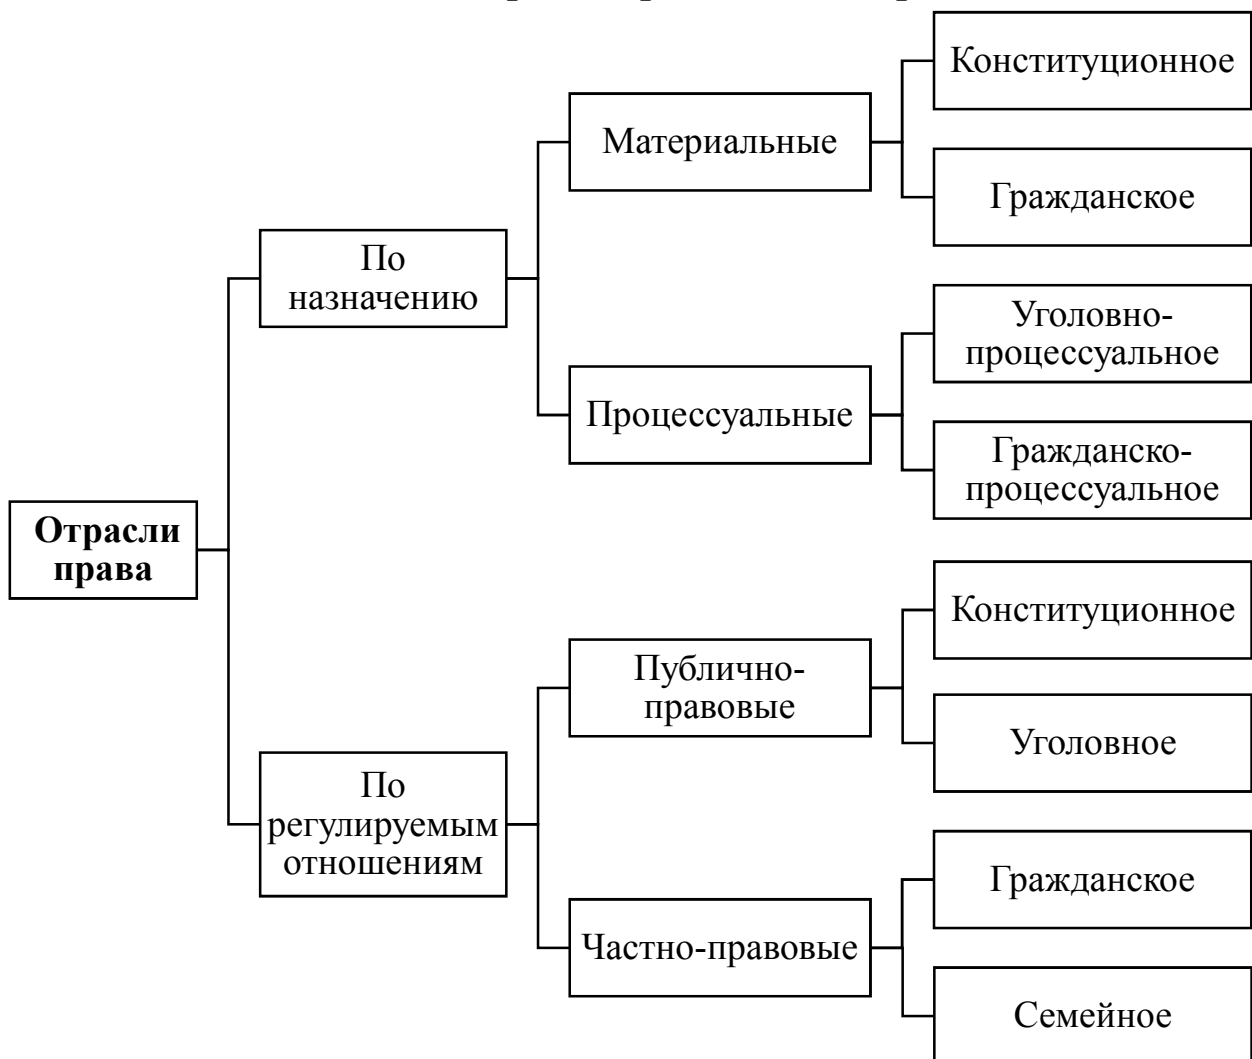 Конституционное
Материальные
Гражданское
По
назначению
Уголовно-
процессуальное
Процессуальные
Гражданско-
процессуальное
Отрасли
права
Конституционное
Публично-
правовые
Уголовное
По
регулируемым
отношениям
Гражданское
Частно-правовые
Семейное